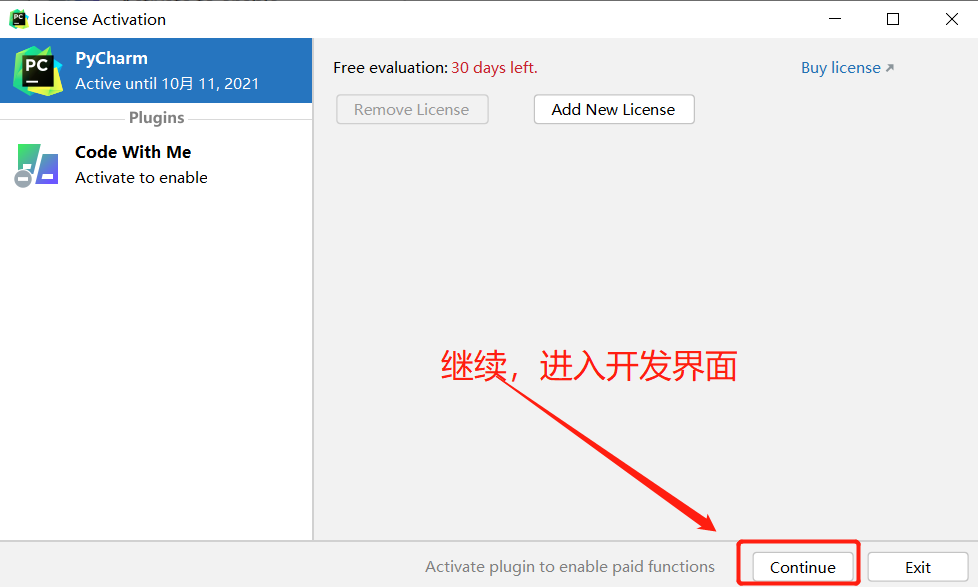 License Activation
PyCharm
Active until 10月 11, 2021
Plugins
Code With Me
Activate to enable
Free evaluation: 30 days left.
Buy license
Remove License
Add New License
继续，进入开发界面
Activate plugin to enable paid functions
Continue
Exit